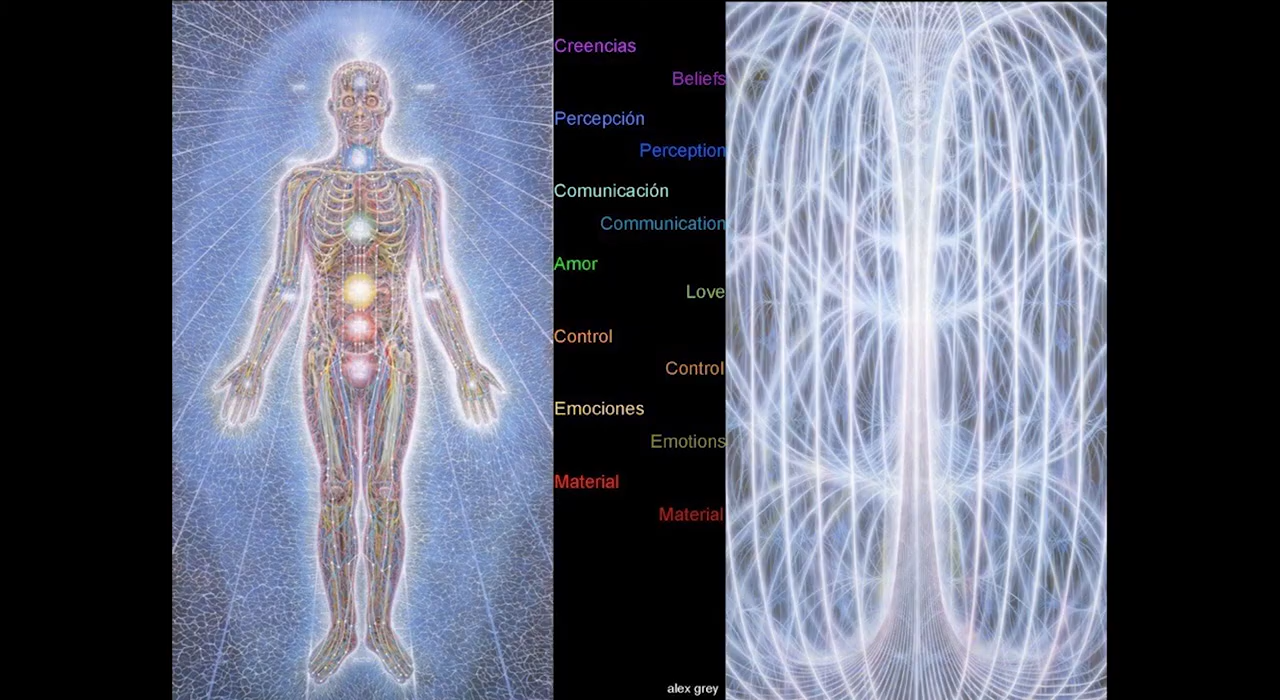 Creencias
Beliefs
Percepción
Perception
Comunicación
Communication
Amor
Love
Control
Control
Emociones
Emotions
Material
Material
alex grey